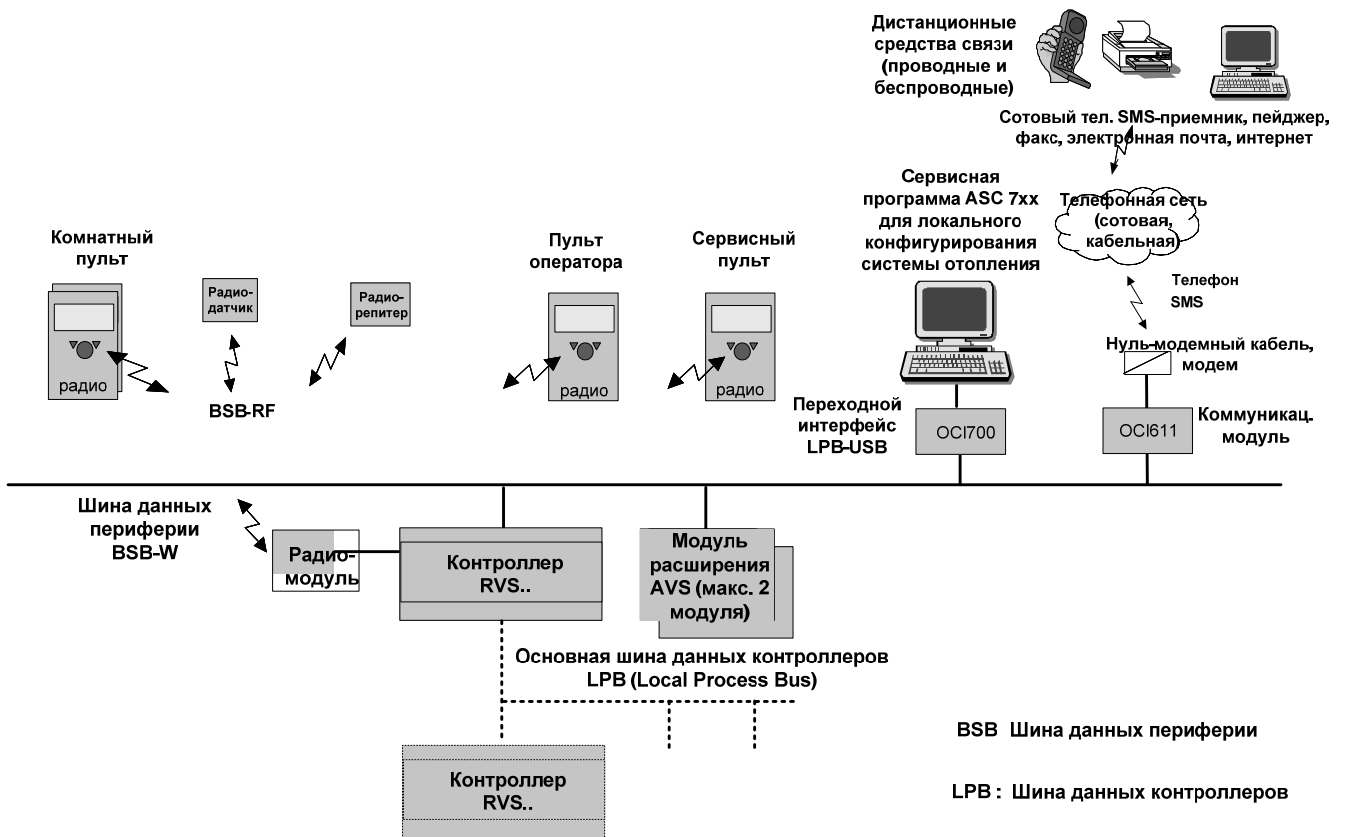 Дистанционные
средства связи
(проводные и
беспроводные)
Сотовый тел. SMS-приемник, пейджер,
факс, электронная почта, интернет
Сервисная
программа ASC 7xx
для локального
конфигурирования
системы отопления
Телефонная сеть
(сотовая,
кабельная)
Комнатный
пульт
Радио-
датчик
Радио-
репитер
Пульт
оператора
Сервисный
пульт
Телефон
SMS
Нуль-модемный кабель,
модем
радио
BSB-RF
радио
радио
Переходной
интерфейс
LPB-USB
OCI700
OCI611
Коммуникац.
модуль
Шина данных
периферии
BSB-W
Радио-
модуль
Контроллер
RVS..
Модуль
расширения
AVS (макс. 2
модуля)
Основная шина данных контроллеров
LPB (Local Process Bus)
Контроллер
RVS..
BSB Шина данных периферии
LPB : Шина данных контроллеров